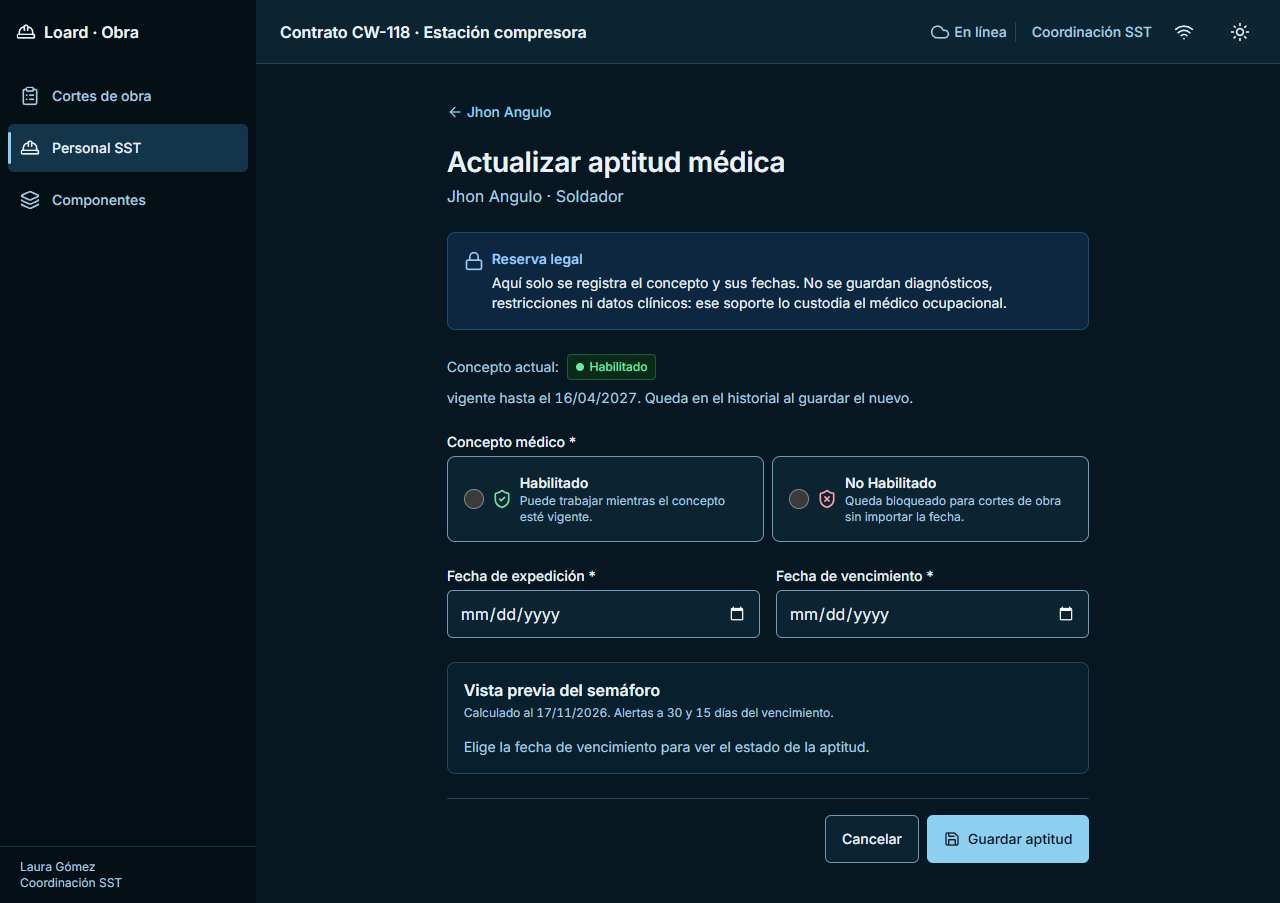 Loard · Obra
Contrato CW-118 · Estación compresora
En línea
Coordinación SST
Cortes de obra
Personal SST
Componentes
Jhon Angulo
Actualizar aptitud médica
Jhon Angulo · Soldador
Reserva legal
Aquí solo se registra el concepto y sus fechas. No se guardan diagnósticos,
restricciones ni datos clínicos: ese soporte lo custodia el médico ocupacional.
Concepto actual: Habilitado
vigente hasta el 16/04/2027. Queda en el historial al guardar el nuevo.
Concepto médico *
Habilitado
Puede trabajar mientras el concepto
esté vigente.
No Habilitado
Queda bloqueado para cortes de obra
sin importar la fecha.
Fecha de expedición *
mm/dd/yyyy
Fecha de vencimiento *
mm/dd/yyyy
Vista previa del semáforo
Calculado al 17/11/2026. Alertas a 30 y 15 días del vencimiento.
Elige la fecha de vencimiento para ver el estado de la aptitud.
Cancelar
Guardar aptitud
Laura Gómez
Coordinación SST